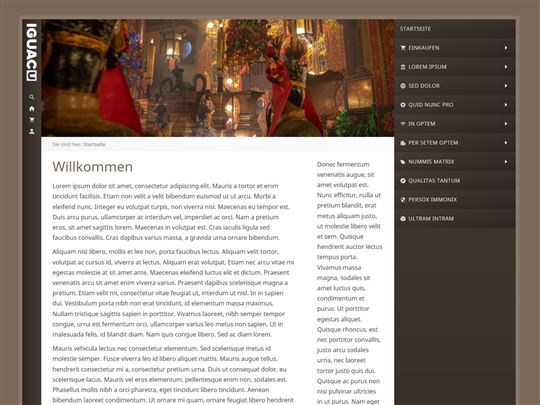 IGUACU
STARTSEITE
EINKAUFEN
LOREM IPSUM
SED DOLOR
QUID NUNC PRO
IN OPTEM
PER SETEM OPTEM
NUMMIS MATRIX
QUALITAS TANTUM
PERSOX IMMONIX
ULTRAM INTRAM
Sie sind hier: Startseite
Willkommen
Lorem ipsum dolor sit amet, consectetur adipiscing elit. Mauris a tortor et enim
tincidunt facilisis. Etiam non velit a velit bibendum euismod ut ut arcu. Morbi a
eleifend nunc. Integer eu volutpat turpis, non viverra nisi. Maecenas eu tempor est.
Duis arcu purus, ullamcorper ac interdum vel, imperdiet ac orci. Nam a pretium
eros, sit amet sagittis lorem. Maecenas in volutpat est. Cras iaculis ligula sed
faucibus convallis. Cras dapibus varius massa, a gravida urna ornare bibendum.
Aliquam nisi libero, mollis et leo non, porta faucibus lectus. Aliquam velit tortor,
volutpat ac cursus id, viverra at lectus. Aliquam erat volutpat. Etiam nec arcu vitae mi
egestas molestie at sit amet ante. Maecenas eleifend luctus elit et dictum. Praesent
venenatis arcu sit amet enim viverra varius. Praesent dapibus scelerisque magna a
pretium. Etiam velit mi, consectetur vitae feugiat ut, interdum ut nisl. In in sapien
dui. Vestibulum porta nibh non erat tincidunt, id elementum massa maximus.
Nullam tristique sagittis sapien in porttitor. Vivamus laoreet, nibh semper tempor
congue, urna est fermentum orci, ullamcorper varius leo metus non sapien. Ut in
malesuada felis, id blandit diam. Nam quis congue libero. Sed ac diam lorem.
Mauris vehicula lectus nec consectetur elementum. Sed scelerisque metus id
molestie semper. Fusce viverra leo id libero aliquet mattis. Mauris augue tellus,
hendrerit consectetur mi a, consectetur pretium urna. Duis ut consequat dolor, eu
scelerisque lacus. Mauris vel eros elementum, pellentesque enim non, sodales est.
Phasellus mollis nibh a orci pharetra, eget tincidunt libero tincidunt. Aenean
bibendum laoreet condimentum. Ut ornare mi quam, ornare feugiat ipsum hendrerit
Donec fermentum
venenatis augue, sit
amet volutpat est.
Nunc efficitur, nulla ut
pretium blandit, erat
metus aliquam justo,
ut molestie libero velit
et sem. Quisque
hendrerit auctor lectus
tempus porta.
Vivamus massa
magna, sodales sit
amet luctus quis,
condimentum et
purus. Ut porttitor
egestas aliquet.
Quisque rhoncus, est
nec porttitor convallis,
justo arcu sodales
urna, nec laoreet
tortor justo quis dui.
Quisque ac purus non
nisi pulvinar ultricies
in ut purus. Nam eget